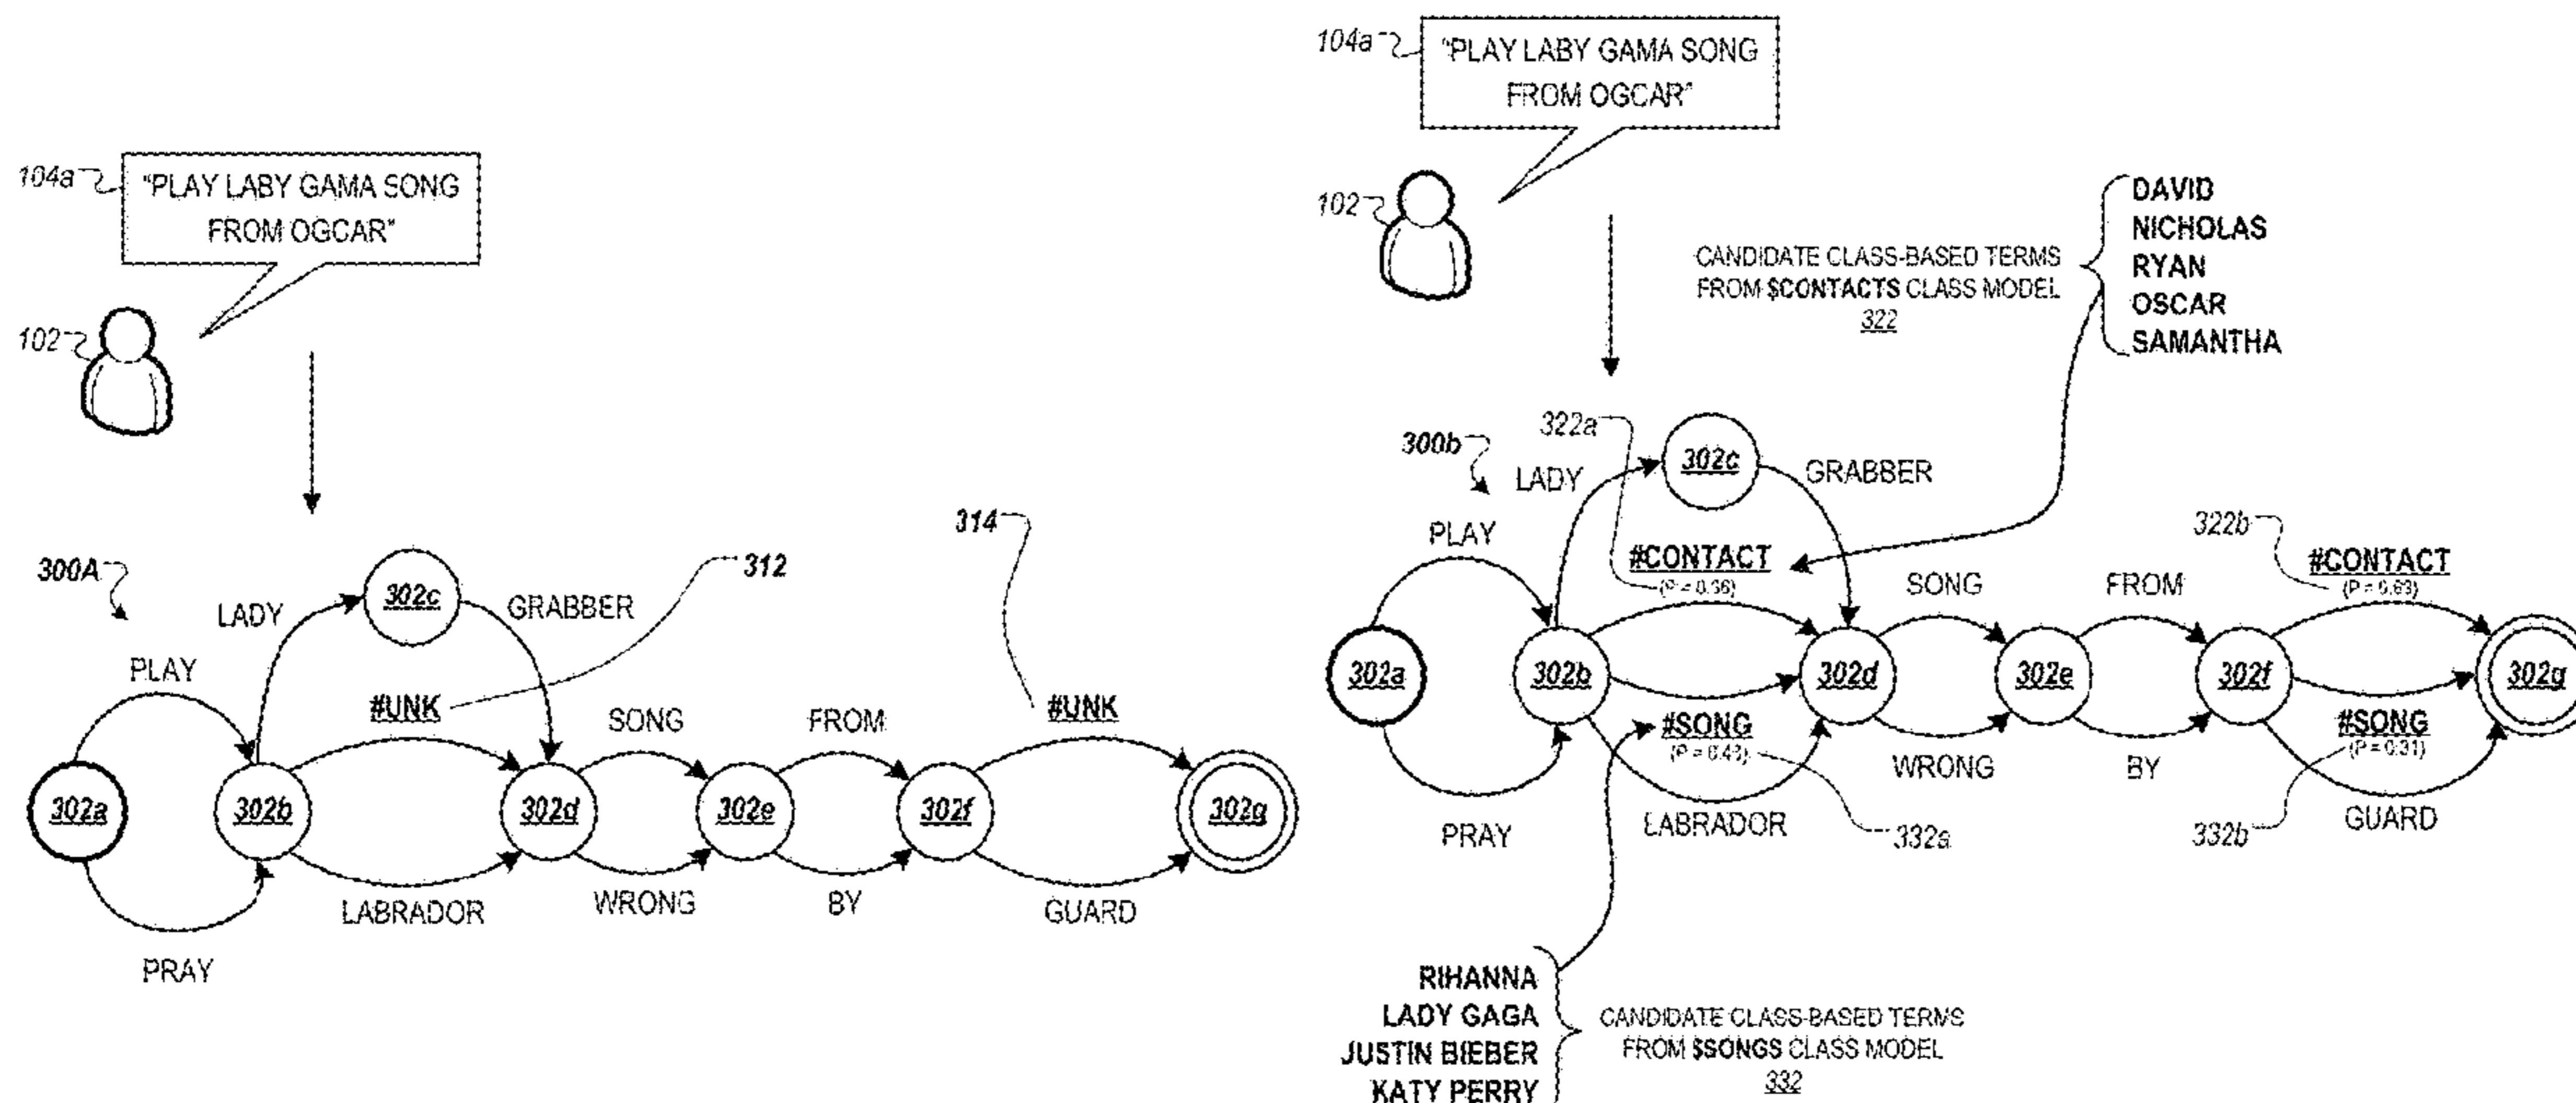 104a
"PLAY LABY GAMA SONG
FROM OGCAR"
102
300A
LADY
302c
GRABBER
312
314
PLAY
#UNK
SONG
FROM
#UNK
302a
302b
302d
302e
302f
302g
LABRADOR
WRONG
BY
GUARD
PRAY
104a
"PLAY LABY GAMA SONG
FROM OGCAR"
102
CANDIDATE CLASS-BASED TERMS
FROM $CONTACTS CLASS MODEL
322
DAVID
NICHOLAS
RYAN
OSCAR
SAMANTHA
300b
322a
LADY
302c
GRABBER
PLAY
#CONTACT
(P = 0.36)
SONG
FROM
322b
#CONTACT
302a
302b
302d
302e
302f
302g
#SONG
WRONG
BY
#SONG
(P = 0.31)
PRAY
LABRADOR
332a
332b
GUARD
RIHANNA
LADY GAGA
JUSTIN BIEBER
KATY PERRY
CANDIDATE CLASS-BASED TERMS
FROM $SONGS CLASS MODEL
332